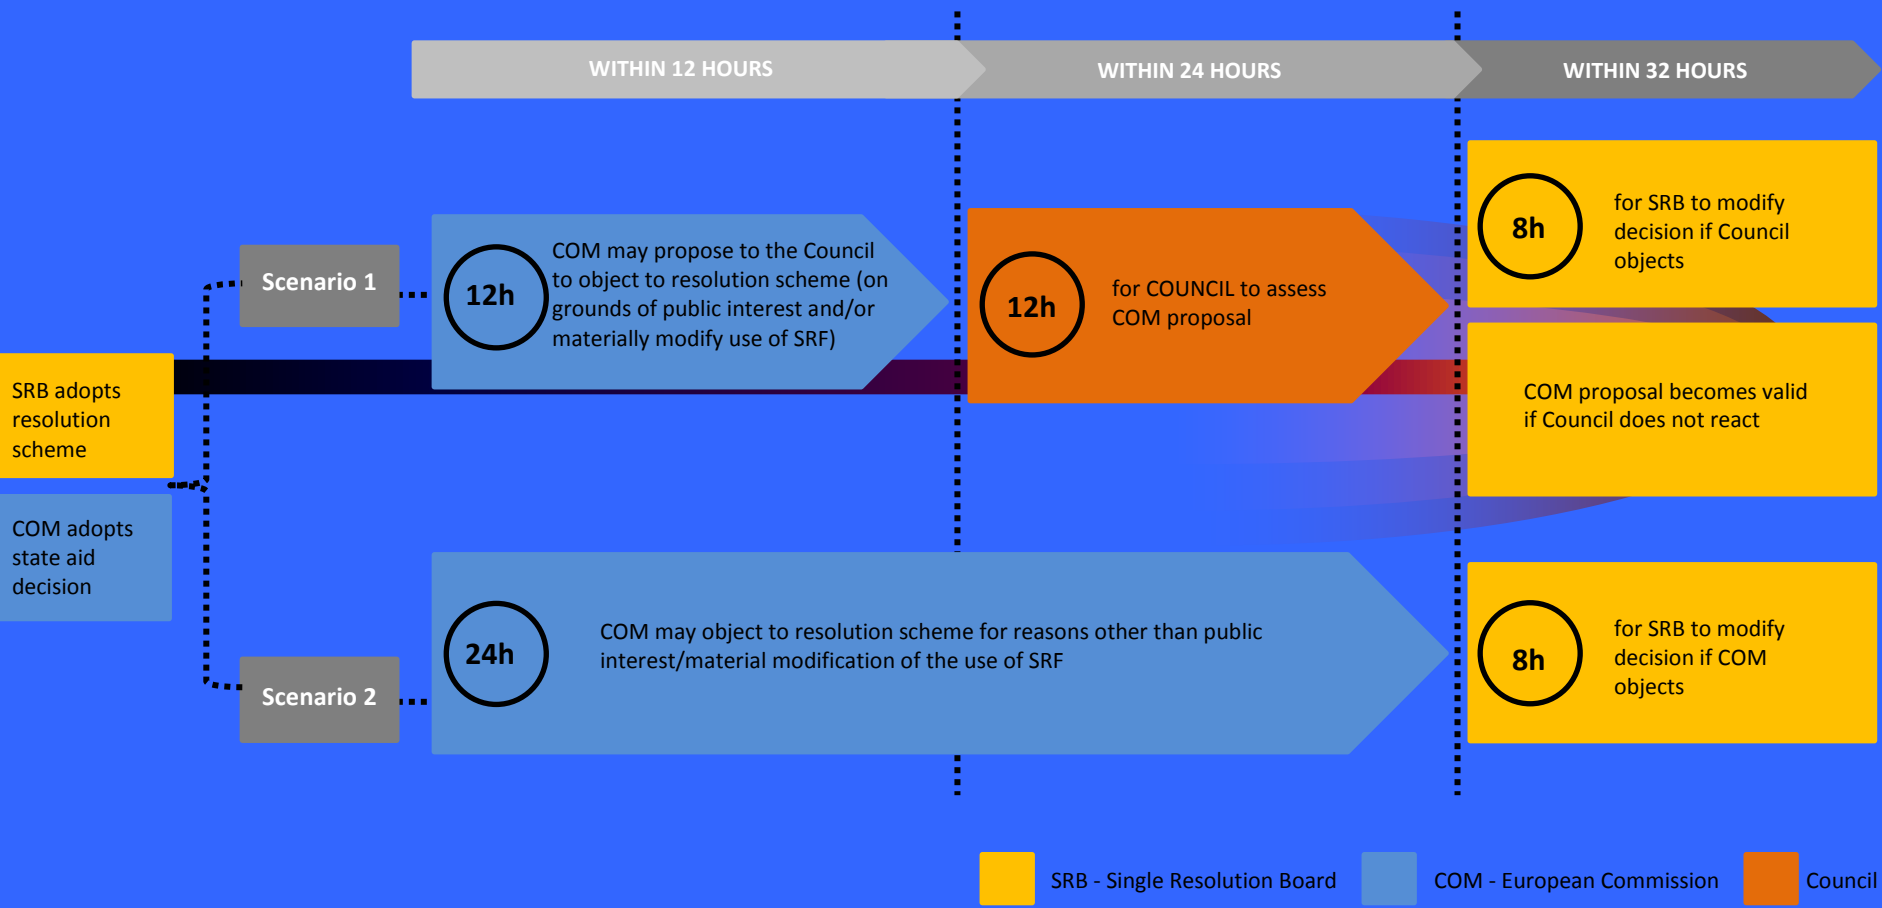 WITHIN 12 HOURS
WITHIN 24 HOURS
WITHIN 32 HOURS
SRB adopts
resolution
scheme
COM adopts
state aid
decision
Scenario 1
12h
COM may propose to the Council
to object to resolution scheme (on
grounds of public interest and/or
materially modify use of SRF)
12h
for COUNCIL to assess
COM proposal
8h
for SRB to modify
decision if Council
objects
COM proposal becomes valid
if Council does not react
Scenario 2
24h
COM may object to resolution scheme for reasons other than public
interest/material modification of the use of SRF
8h
for SRB to modify
decision if COM
objects
SRB - Single Resolution Board
COM - European Commission
Council